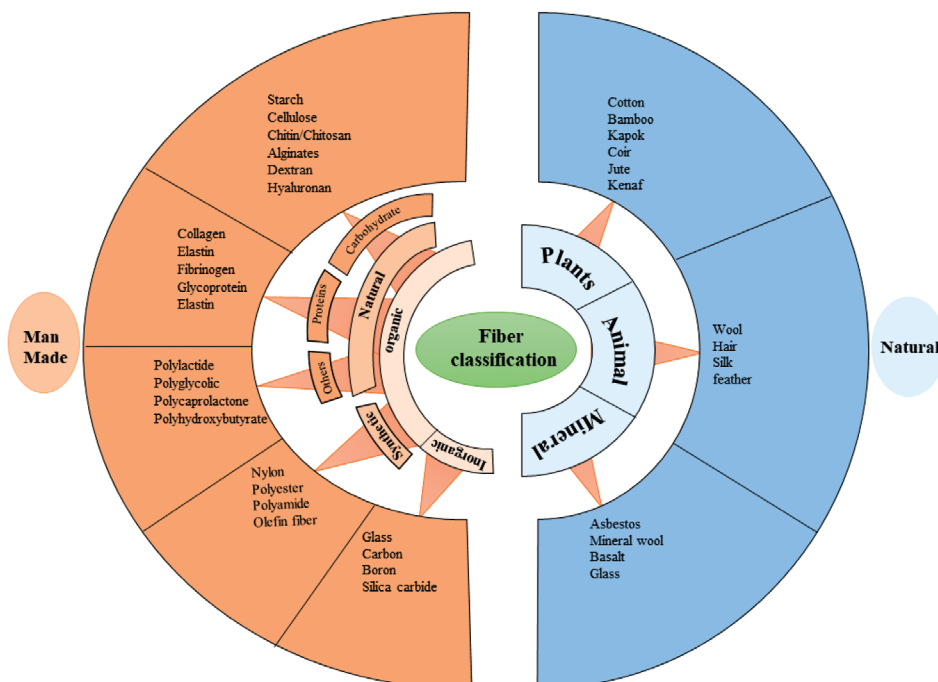 Starch
Cellulose
Chitin/Chitosan
Alginates
Dextran
Hyaluronan
Collagen
Elastin
Fibrinogen
Glycoprotein
Elastin
Polylactide
Polyglycolic
Polycaprolactone
Polyhydroxybutyrate
Nylon
Polyester
Polyamide
Olefin fiber
Glass
Carbon
Boron
Silica carbide
Man
Made
Carbohydrate
Proteins
Others
Natural
Synthetic
organic
Inorganic
Fiber
classification
Plants
Animal
Mineral
Cotton
Bamboo
Kapok
Coir
Jute
Kenaf
Wool
Hair
Silk
feather
Asbestos
Mineral wool
Basalt
Glass
Natural